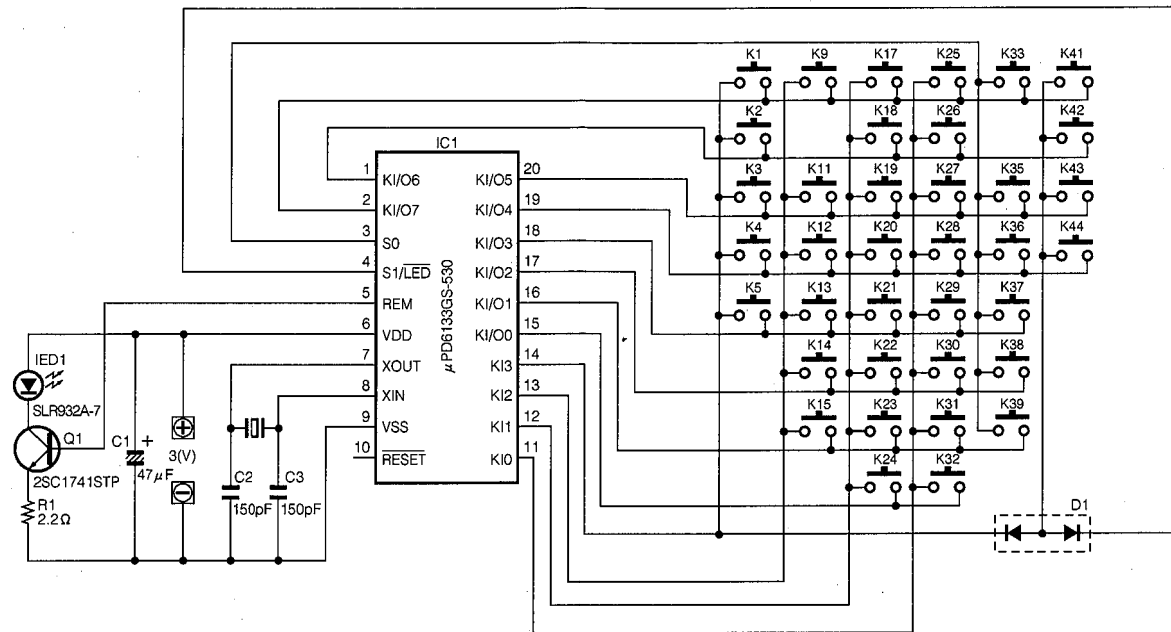 K1 K9 K17 K25 K33 K41
K2 K18 K26 K42
K3 K11 K19 K27 K35 K43
K4 K12 K20 K28 K36 K44
K5 K13 K21 K29 K37
K14 K22 K30 K38
K15 K23 K31 K39
K24 K32
IC1
μPD6133GS-530
1 KI/O6
2 KI/O7
3 S0
4 S1/LED
5 REM
6 VDD
7 XOUT
8 XIN
9 VSS
10 RESET
20 KI/O5
19 KI/O4
18 KI/O3
17 KI/O2
16 KI/O1
15 KI/O0
14 KI3
13 KI2
12 KI1
11 KI0
IED1
SLR932A-7
Q1
2SC1741STP
R1
2.2Ω
C1 +
47μF
+
3(V)
−
C2
150pF
C3
150pF
D1